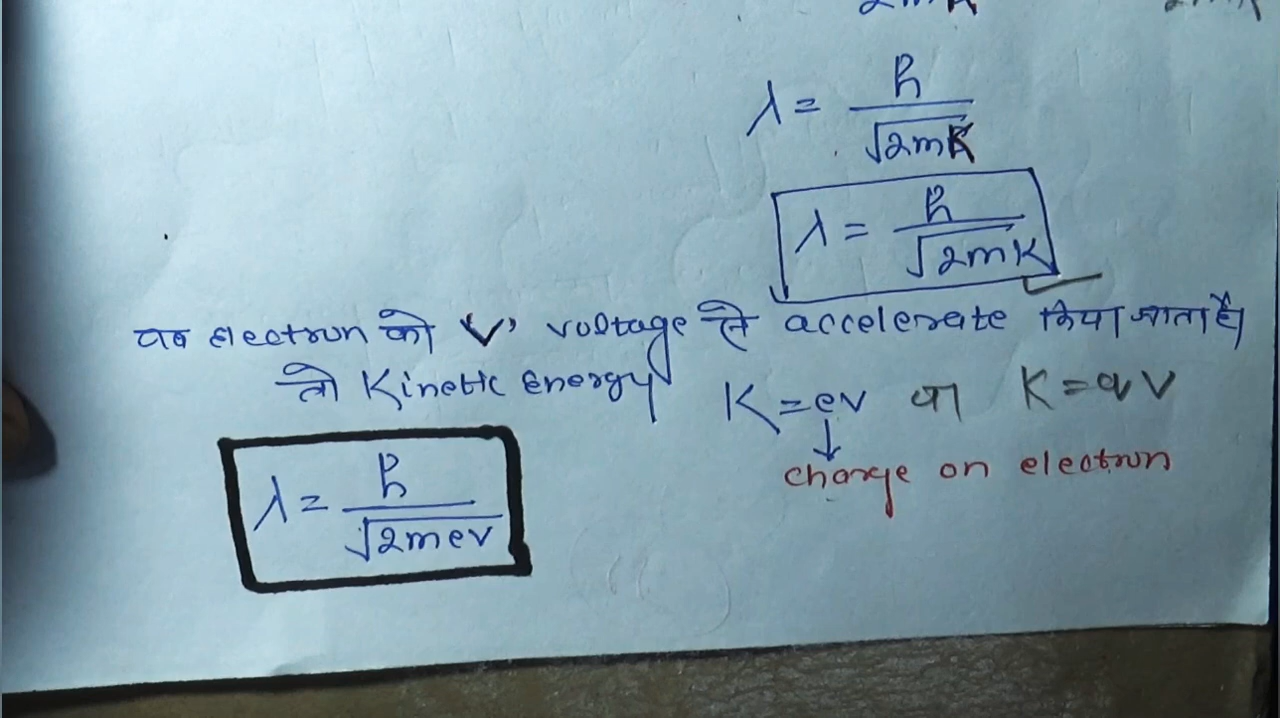 λ = h / √2mK
λ = h / √2mK
जब electron को V, voltage से accelerate किया जाता है।
तो Kinetic Energy K = ev या K = qV
charge on electron
λ = h / √2mev